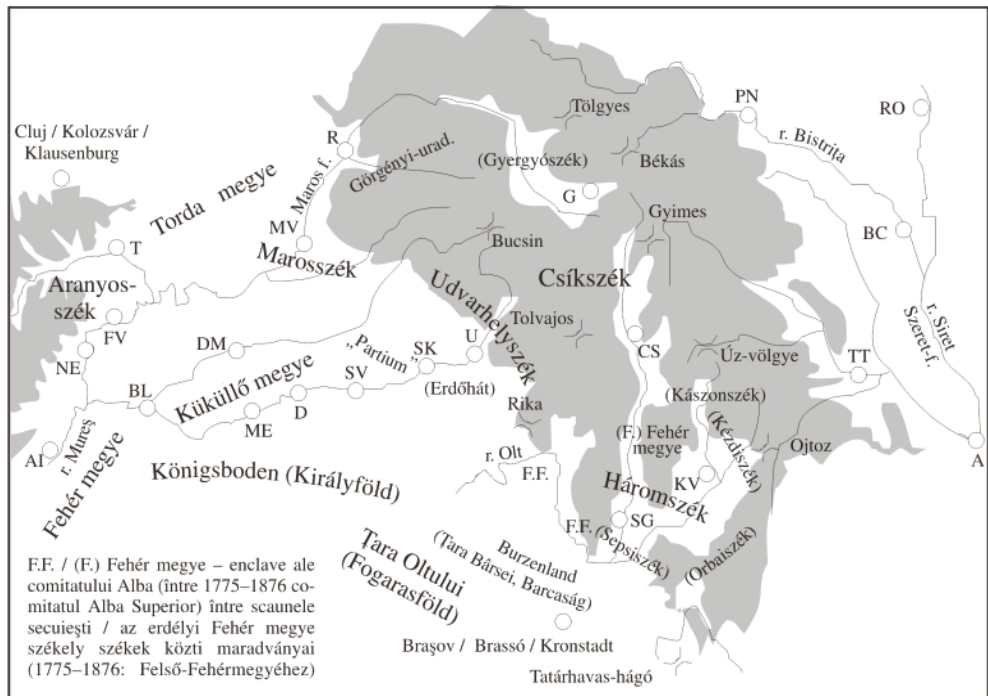 PN
RO
Tölgyes
Cluj / Kolozsvár /
Klausenburg
R
r. Bistrița
Görgényi-urad.
(Gyergyószék)
Békás
Maros f.
G
Torda megye
Gyimes
MV
BC
Bucsin
T
Marosszék
Csíkszék
Aranyos-
szék
Udvarhelyszék
r. Siret
Szeret-f.
FV
Tolvajos
DM
U
CS
„Partium”
SK
Úz-völgye
NE
TT
Küküllő megye
SV
(Erdőhát)
BL
D
(Kászonszék)
ME
Rika
(Kézdiszék)
(F.) Fehér
megye
Ojtoz
A
AI
r. Mureș
Fehér megye
r. Olt
Königsboden (Királyföld)
F.F.
KV
Háromszék
F.F.
SG
(Sepsiszék)
(Orbaiszék)
Țara Oltului
(Fogarasföld)
Burzenland
(Țara Bârsei, Barcaság)
F.F. / (F.) Fehér megye – enclave ale
comitatului Alba (între 1775–1876 co-
mitatul Alba Superior) între scaunele
secuiești / az erdélyi Fehér megye
székely székek közti maradványai
(1775–1876: Felső-Fehérmegyéhez)
Brașov / Brassó / Kronstadt
Tatárhavas-hágó